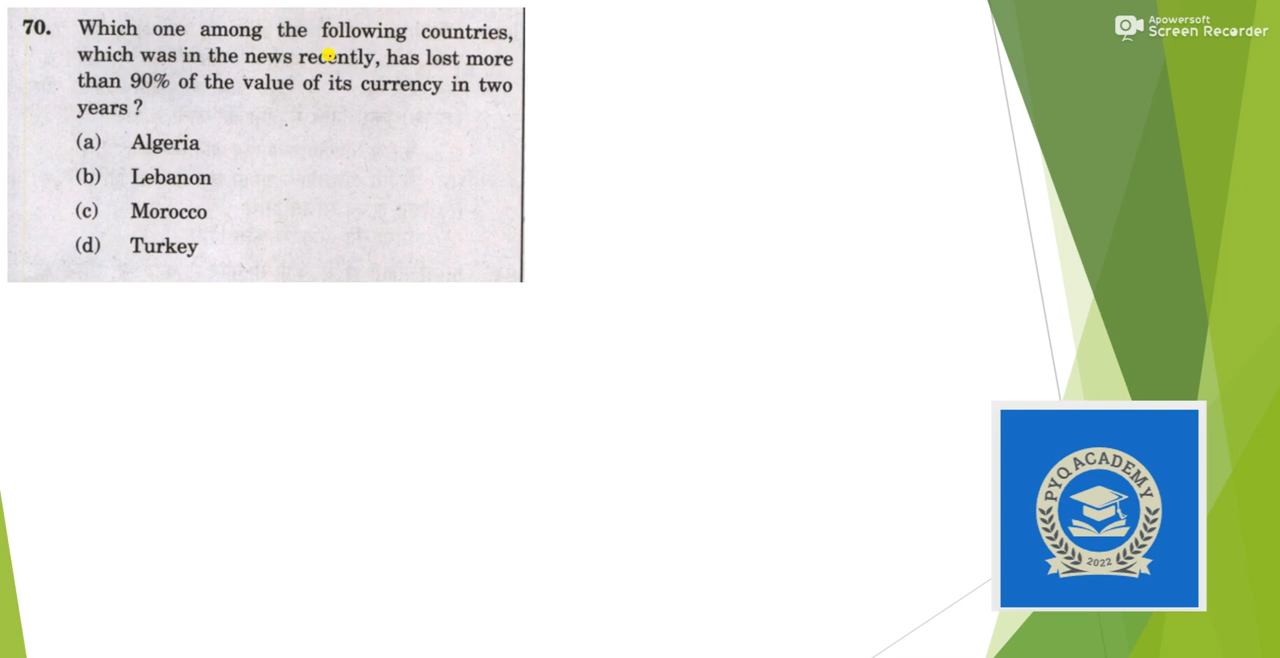 70. Which one among the following countries,
which was in the news recently, has lost more
than 90% of the value of its currency in two
years ?
(a) Algeria
(b) Lebanon
(c) Morocco
(d) Turkey
Apowersoft
Screen Recorder
PYQ ACADEMY
2022